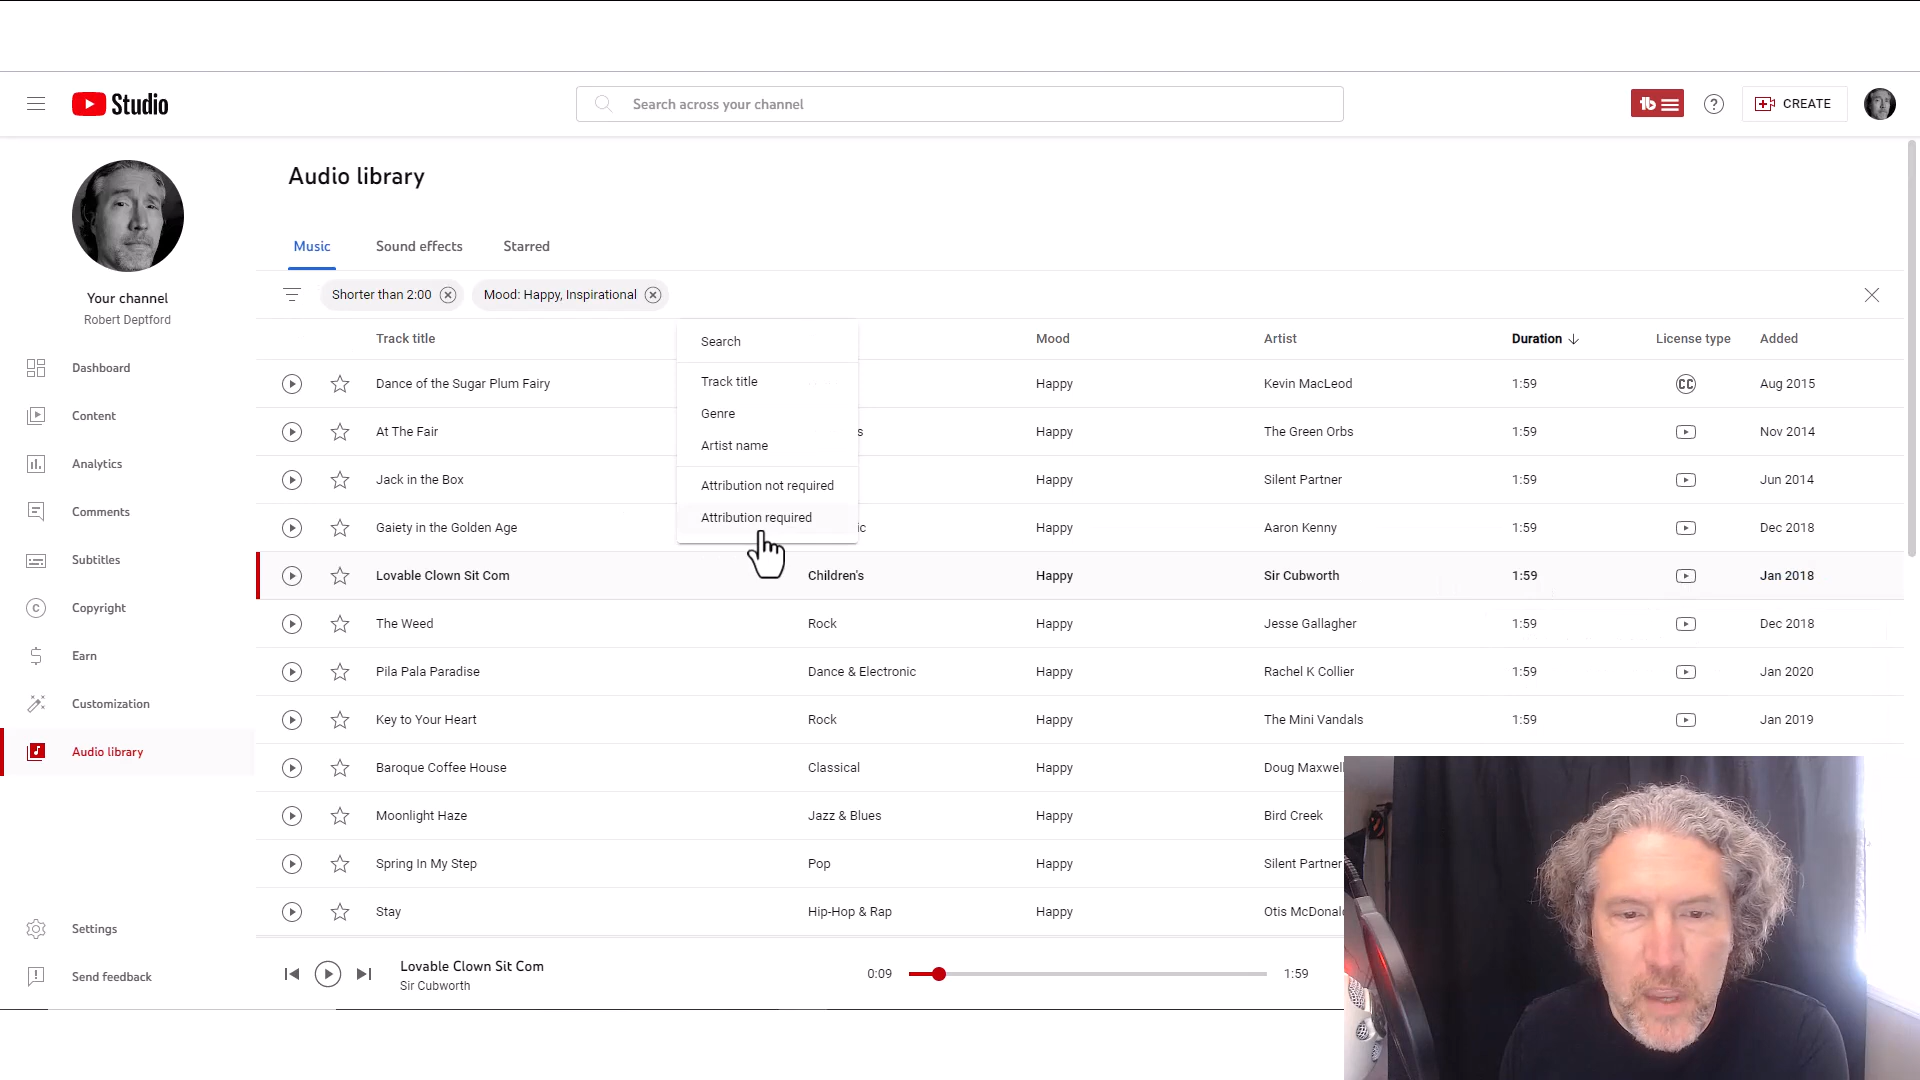 Studio
Search across your channel
CREATE
Audio library
Your channel
Robert Deptford
Music
Sound effects
Starred
Shorter than 2:00
Mood: Happy, Inspirational
Search
Track title
Genre
Artist name
Attribution not required
Attribution required
Track title Mood Artist Duration License type Added
Dance of the Sugar Plum Fairy Happy Kevin MacLeod 1:59 CC Aug 2015
At The Fair s Happy The Green Orbs 1:59 Nov 2014
Jack in the Box Happy Silent Partner 1:59 Jun 2014
Gaiety in the Golden Age ic Happy Aaron Kenny 1:59 Dec 2018
Lovable Clown Sit Com Children's Happy Sir Cubworth 1:59 Jan 2018
The Weed Rock Happy Jesse Gallagher 1:59 Dec 2018
Pila Pala Paradise Dance & Electronic Happy Rachel K Collier 1:59 Jan 2020
Key to Your Heart Rock Happy The Mini Vandals 1:59 Jan 2019
Baroque Coffee House Classical Happy Doug Maxwell
Moonlight Haze Jazz & Blues Happy Bird Creek
Spring In My Step Pop Happy Silent Partner
Stay Hip-Hop & Rap Happy Otis McDonald
Dashboard
Content
Analytics
Comments
Subtitles
Copyright
Earn
Customization
Audio library
Settings
Send feedback
Lovable Clown Sit Com
Sir Cubworth
0:09
1:59